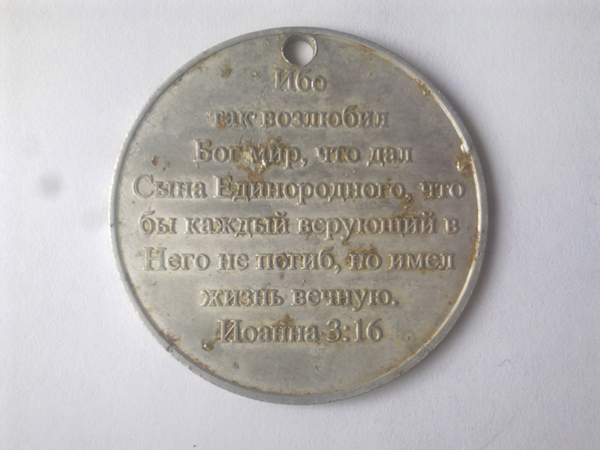 Ибо
так возлюбил
Бог мир, что дал
Сына Единородного, что
бы каждый верующий в
Него не погиб, но имел
жизнь вечную.
Иоанна 3:16